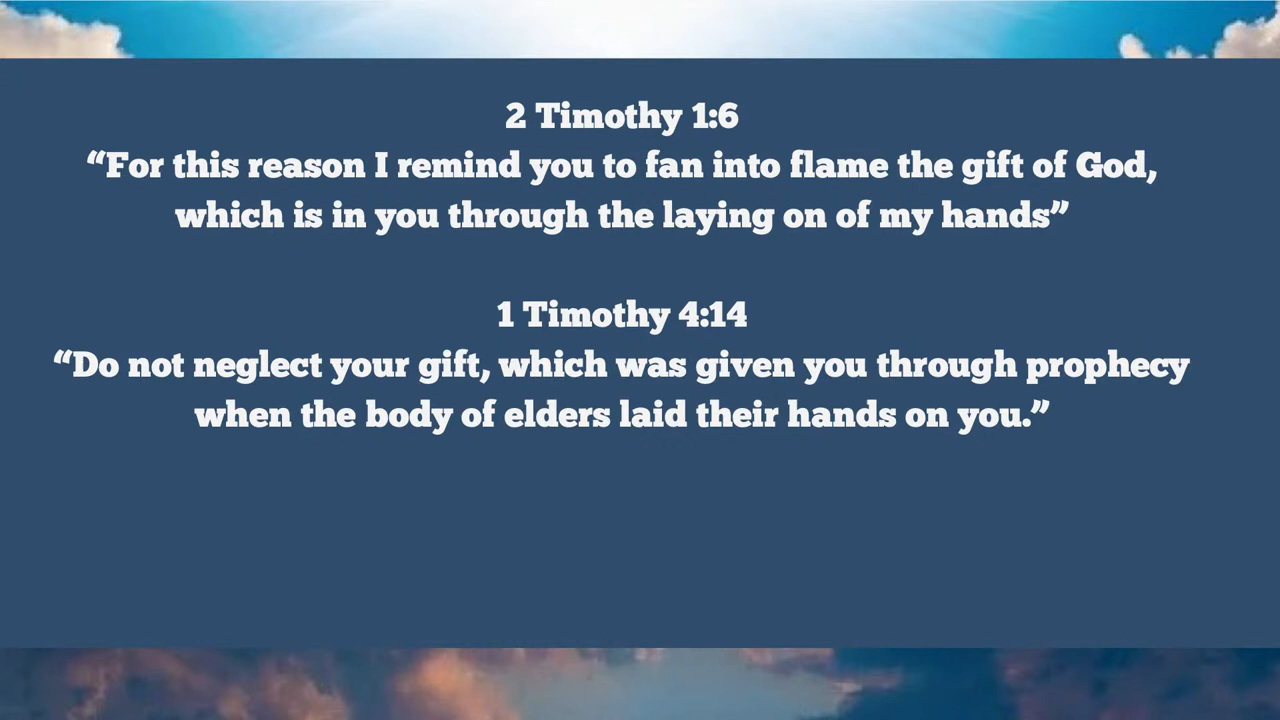 2 Timothy 1:6
“For this reason I remind you to fan into flame the gift of God,
which is in you through the laying on of my hands”
1 Timothy 4:14
“Do not neglect your gift, which was given you through prophecy
when the body of elders laid their hands on you.”